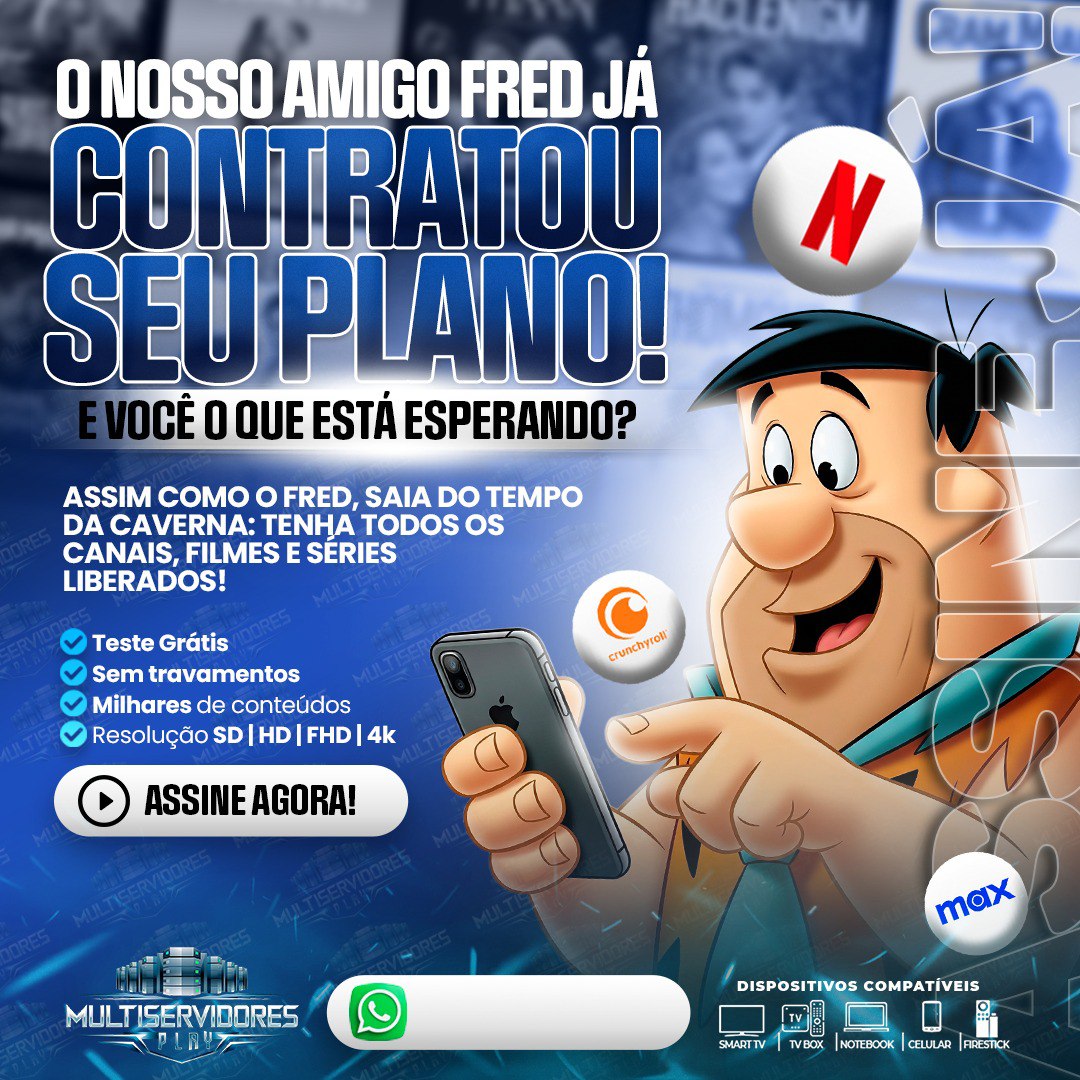 O NOSSO AMIGO FRED JÁ
CONTRATOU
SEU PLANO!
E VOCÊ O QUE ESTÁ ESPERANDO?
ASSIM COMO O FRED, SAIA DO TEMPO
DA CAVERNA: TENHA TODOS OS
CANAIS, FILMES E SÉRIES
LIBERADOS!
Teste Grátis
Sem travamentos
Milhares de conteúdos
Resolução SD | HD | FHD | 4k
ASSINE AGORA!
N
crunchyroll
max
ASSINE JÁ!
MULTISERVIDORES
PLAY
DISPOSITIVOS COMPATÍVEIS
TV
SMART TV | TV BOX | NOTEBOOK | CELULAR | FIRESTICK